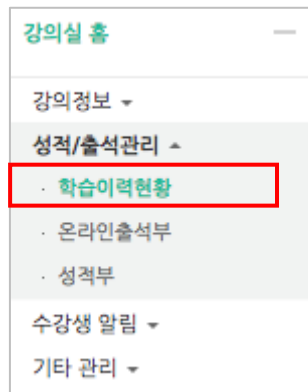 강의실 홈
강의정보
성적/출석관리
· 학습이력현황
· 온라인출석부
· 성적부
수강생 알림
기타 관리